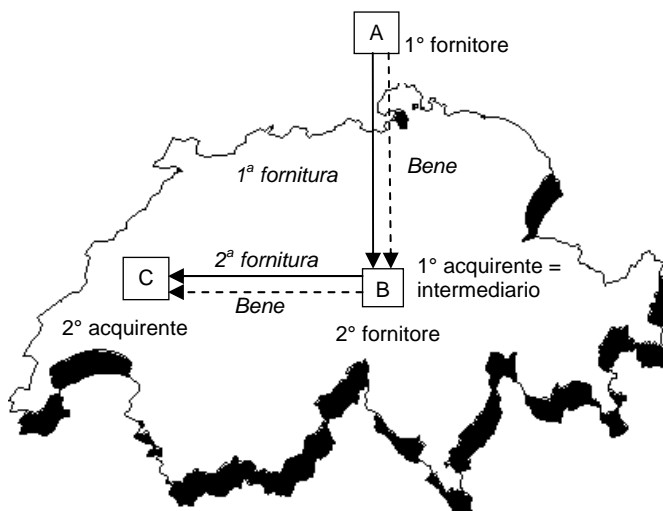 A
1° fornitore
1ª fornitura
Bene
C
2ª fornitura
B
1° acquirente =
intermediario
Bene
2° acquirente
2° fornitore